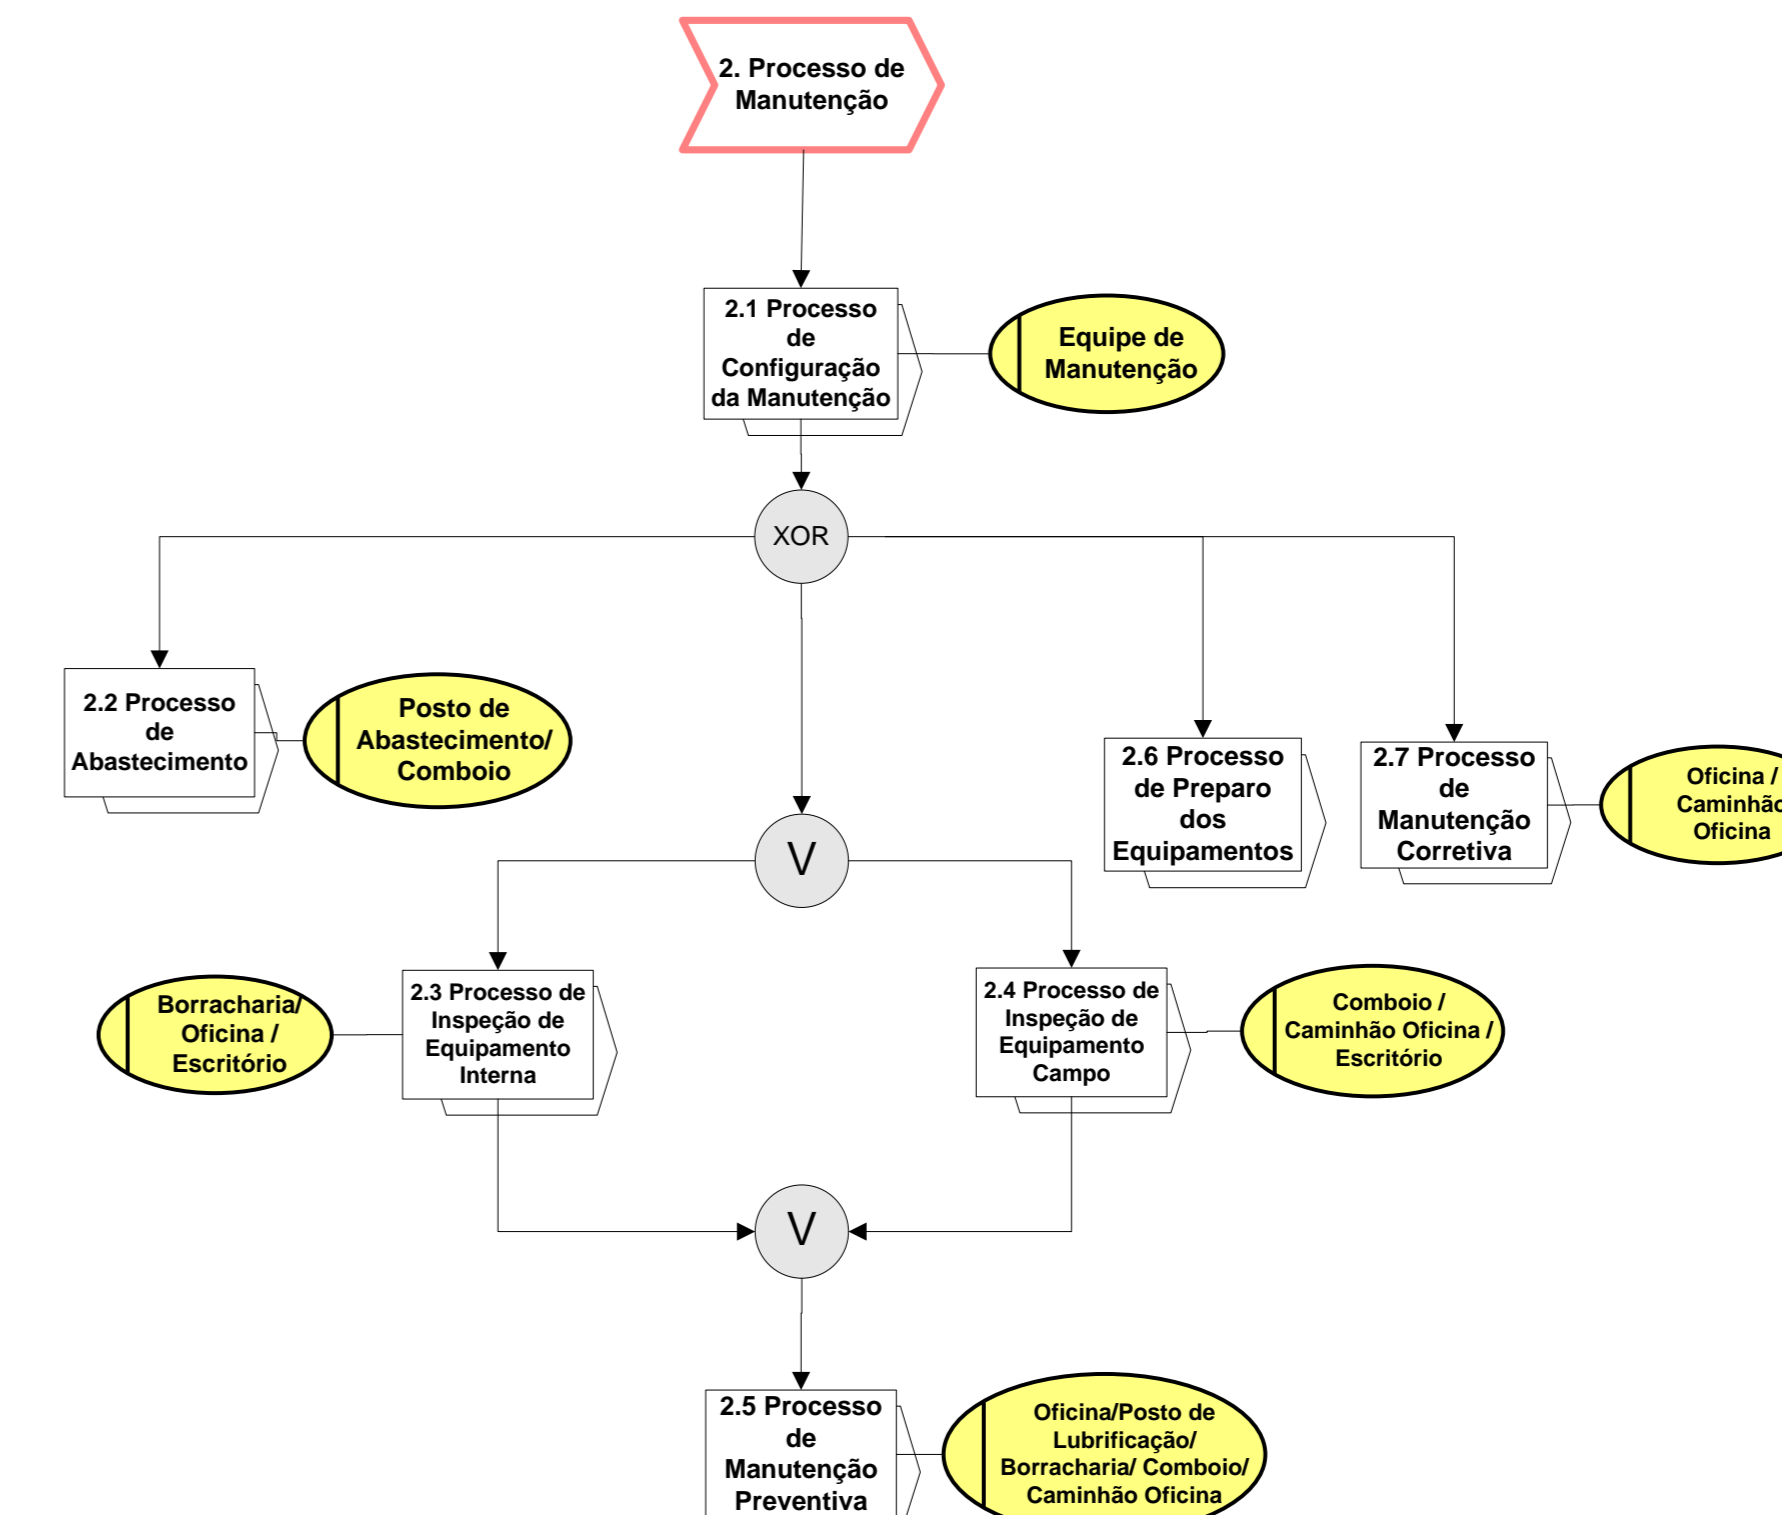 2. Processo de
Manutenção
2.1 Processo
de
Configuração
da Manutenção
Equipe de
Manutenção
XOR
2.2 Processo
de
Abastecimento
Posto de
Abastecimento/
Comboio
2.6 Processo
de Preparo
dos
Equipamentos
2.7 Processo
de
Manutenção
Corretiva
Oficina /
Caminhão
Oficina
V
Borracharia/
Oficina /
Escritório
2.3 Processo de
Inspeção de
Equipamento
Interna
2.4 Processo de
Inspeção de
Equipamento
Campo
Comboio /
Caminhão Oficina /
Escritório
V
2.5 Processo
de
Manutenção
Preventiva
Oficina/Posto de
Lubrificação/
Borracharia/ Comboio/
Caminhão Oficina